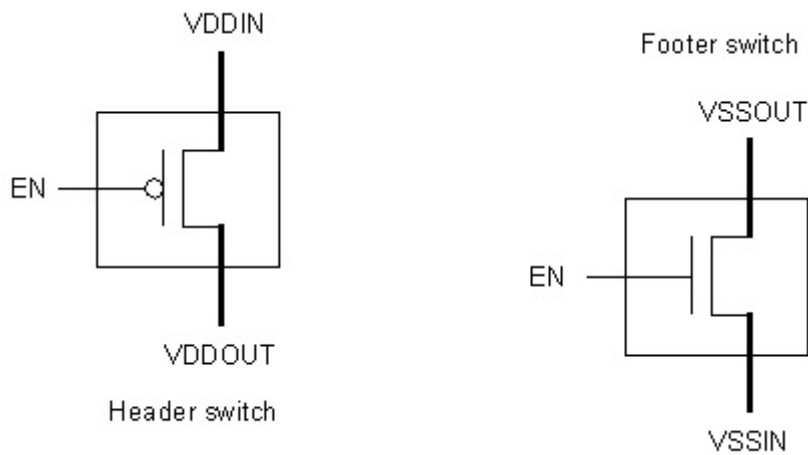 VDDIN
EN
VDDOUT
Header switch
Footer switch
VSSOUT
EN
VSSIN